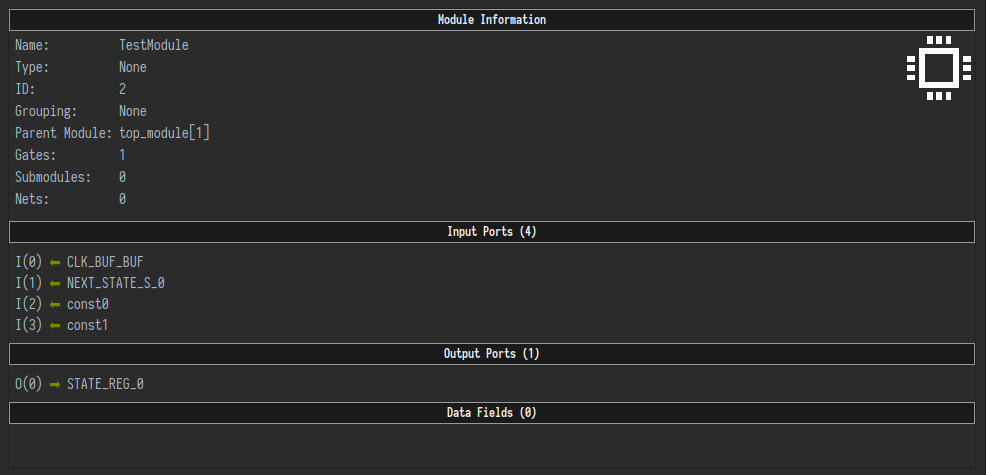 Module Information
Name: TestModule
Type: None
ID: 2
Grouping: None
Parent Module: top_module[1]
Gates: 1
Submodules: 0
Nets: 0
Input Ports (4)
I(0) ⬅ CLK_BUF_BUF
I(1) ⬅ NEXT_STATE_S_0
I(2) ⬅ const0
I(3) ⬅ const1
Output Ports (1)
O(0) ➡ STATE_REG_0
Data Fields (0)